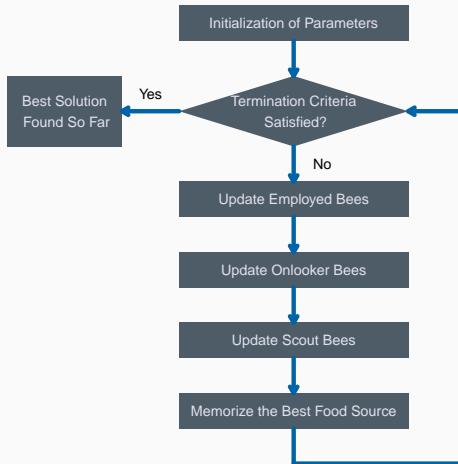 Initialization of Parameters
Termination Criteria
Satisfied?
Yes
Best Solution
Found So Far
No
Update Employed Bees
Update Onlooker Bees
Update Scout Bees
Memorize the Best Food Source